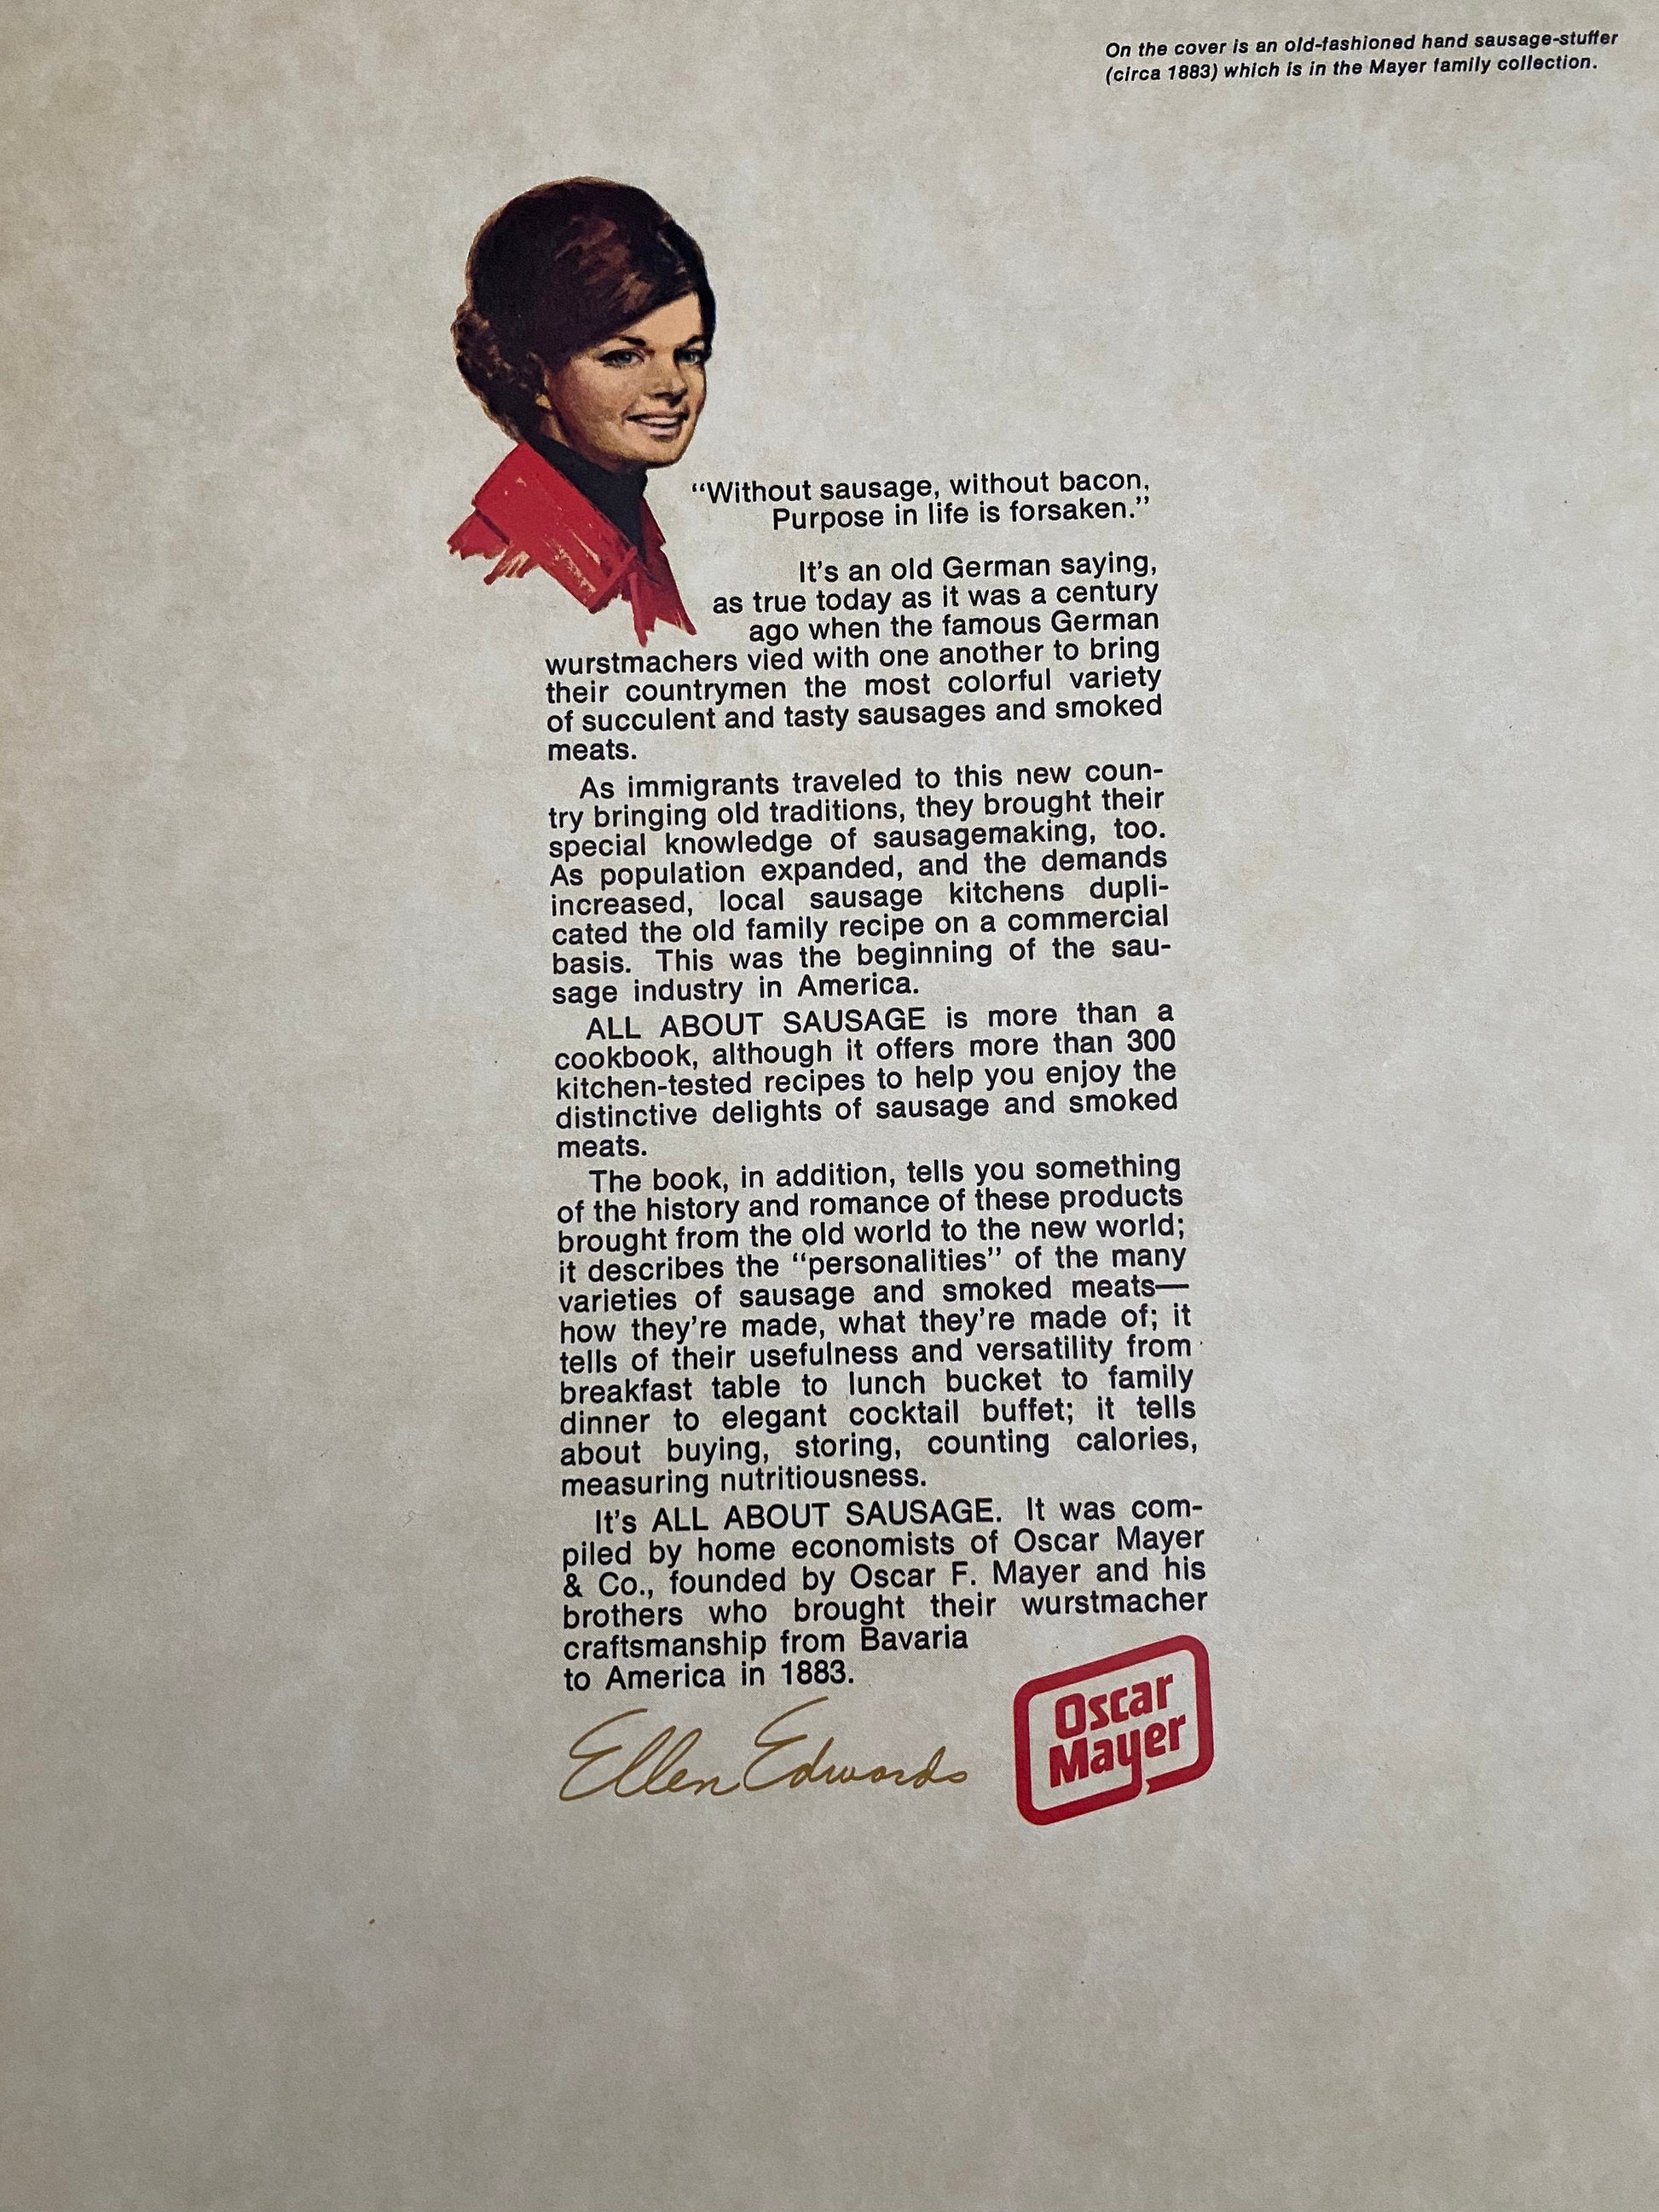 On the cover is an old-fashioned hand sausage-stuffer
(circa 1883) which is in the Mayer family collection.
“Without sausage, without bacon,
Purpose in life is forsaken.”
It's an old German saying,
as true today as it was a century
ago when the famous German
wurstmachers vied with one another to bring
their countrymen the most colorful variety
of succulent and tasty sausages and smoked
meats.
As immigrants traveled to this new coun-
try bringing old traditions, they brought their
special knowledge of sausagemaking, too.
As population expanded, and the demands
increased, local sausage kitchens dupli-
cated the old family recipe on a commercial
basis. This was the beginning of the sau-
sage industry in America.
ALL ABOUT SAUSAGE is more than a
cookbook, although it offers more than 300
kitchen-tested recipes to help you enjoy the
distinctive delights of sausage and smoked
meats.
The book, in addition, tells you something
of the history and romance of these products
brought from the old world to the new world;
it describes the “personalities” of the many
varieties of sausage and smoked meats—
how they're made, what they're made of; it
tells of their usefulness and versatility from
breakfast table to lunch bucket to family
dinner to elegant cocktail buffet; it tells
about buying, storing, counting calories,
measuring nutritiousness.
It's ALL ABOUT SAUSAGE. It was com-
piled by home economists of Oscar Mayer
& Co., founded by Oscar F. Mayer and his
brothers who brought their wurstmacher
craftsmanship from Bavaria
to America in 1883.
Ellen Edwards
Oscar
Mayer